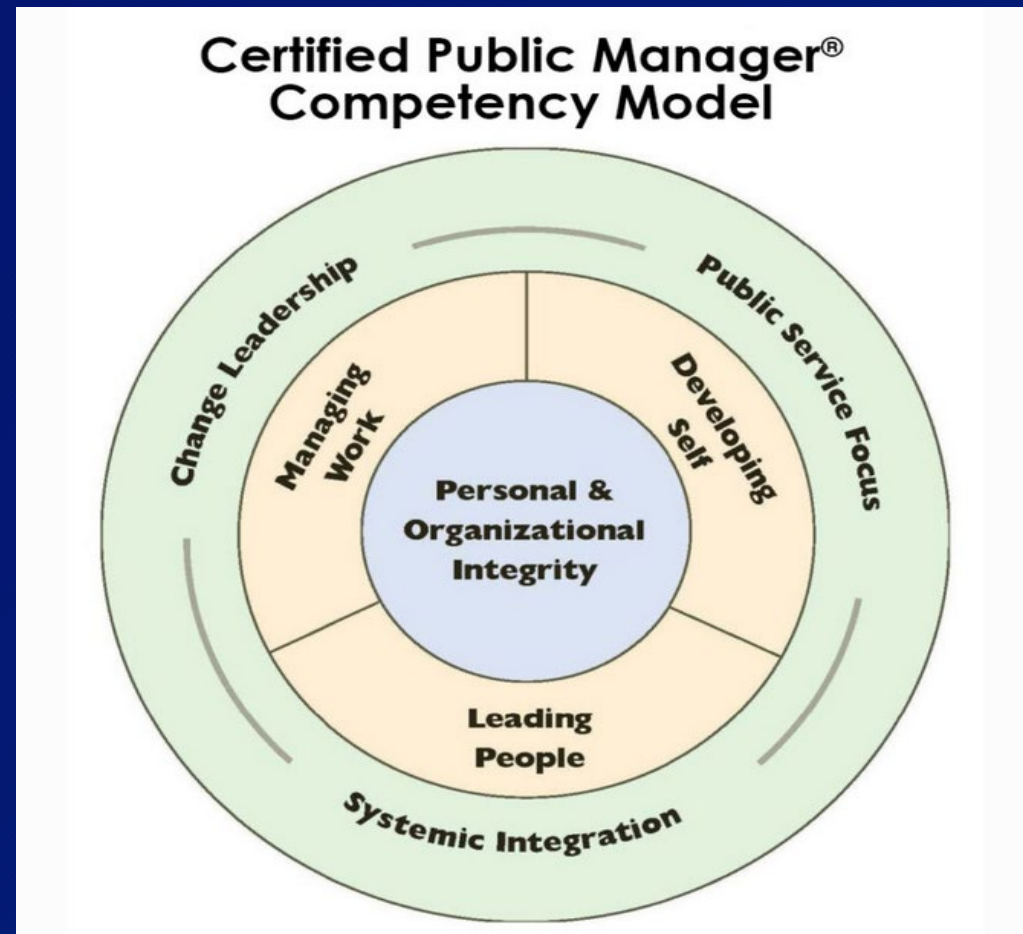 Certified Public Manager®
Competency Model
Change Leadership
Public Service Focus
Managing
Work
Developing
Self
Personal &
Organizational
Integrity
Leading
People
Systemic Integration